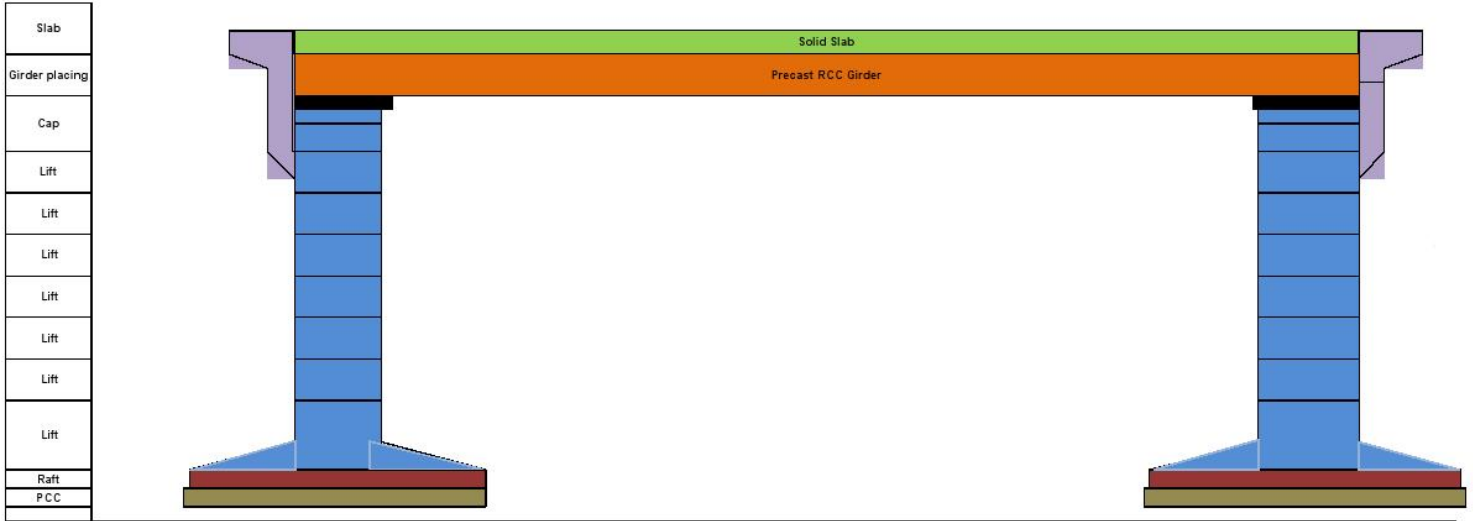 Slab
Solid Slab
Girder placing
Precast RCC Girder
Cap
Lift
Lift
Lift
Lift
Lift
Lift
Lift
Raft
PCC